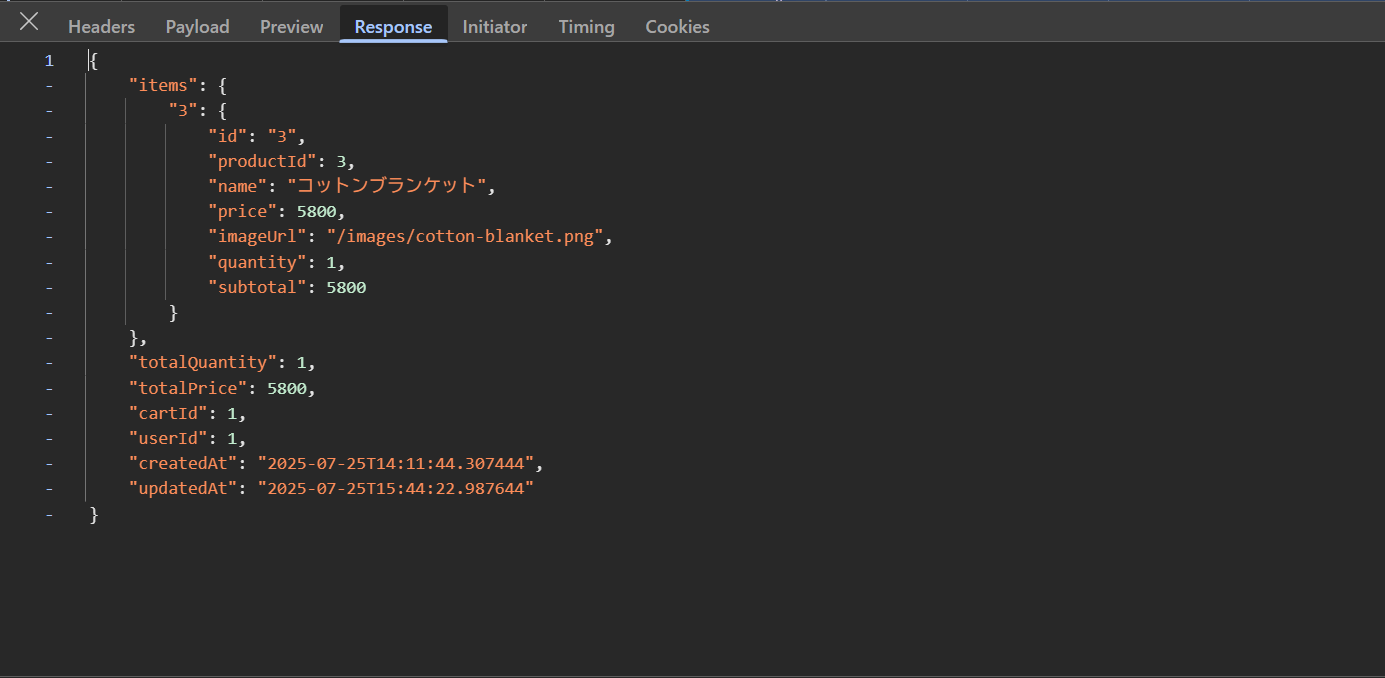 Headers Payload Preview Response Initiator Timing Cookies
1 {
- "items": {
- "3": {
- "id": "3",
- "productId": 3,
- "name": "コットンブランケット",
- "price": 5800,
- "imageUrl": "/images/cotton-blanket.png",
- "quantity": 1,
- "subtotal": 5800
- }
- },
- "totalQuantity": 1,
- "totalPrice": 5800,
- "cartId": 1,
- "userId": 1,
- "createdAt": "2025-07-25T14:11:44.307444",
- "updatedAt": "2025-07-25T15:44:22.987644"
- }